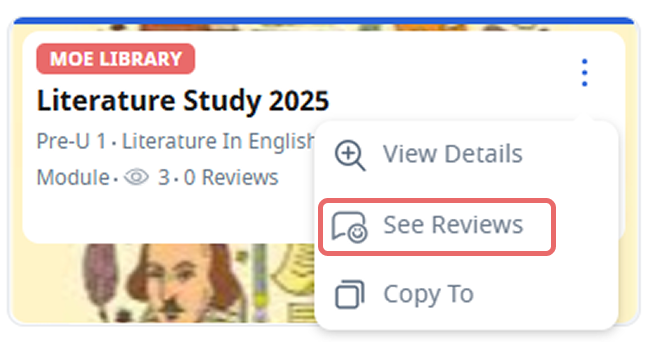 MOE LIBRARY
Literature Study 2025
Pre-U 1 · Literature In English
Module · 3 · 0 Reviews
View Details
See Reviews
Copy To